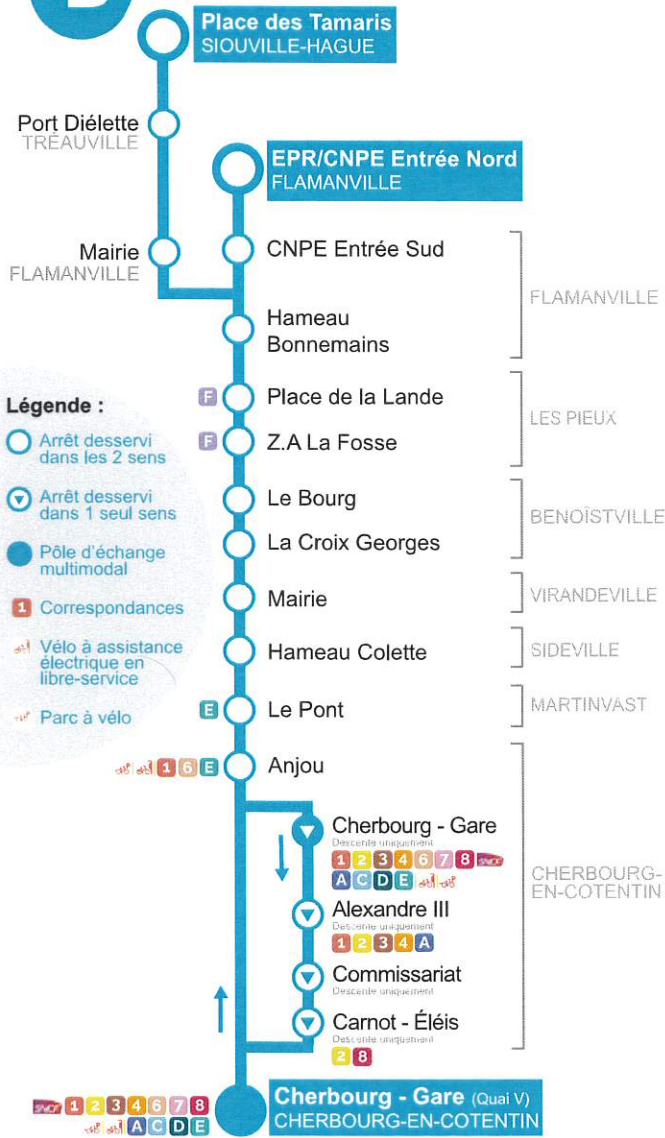 B
Place des Tamaris
SIOUVILLE-HAGUE
Port Diélette
TRÉAUVILLE
EPR/CNPE Entrée Nord
FLAMANVILLE
Mairie
FLAMANVILLE
CNPE Entrée Sud
Hameau
Bonnemains
FLAMANVILLE
F Place de la Lande
F Z.A La Fosse
LES PIEUX
Le Bourg
La Croix Georges
BENOÎSTVILLE
Mairie
VIRANDEVILLE
Hameau Colette
SIDEVILLE
E Le Pont
MARTINVAST
1 6 E Anjou
Cherbourg - Gare
Descente uniquement
1 2 3 4 6 7 8 SNCF
A C D E
Alexandre III
Descente uniquement
1 2 3 4 A
Commissariat
Descente uniquement
Carnot - Éléis
Descente uniquement
2 8
CHERBOURG-
EN-COTENTIN
SNCF 1 2 3 4 6 7 8
A C D E
Cherbourg - Gare (Quai V)
CHERBOURG-EN-COTENTIN
Légende :
Arrêt desservi
dans les 2 sens
Arrêt desservi
dans 1 seul sens
Pôle d'échange
multimodal
1 Correspondances
Vélo à assistance
électrique en
libre-service
Parc à vélo